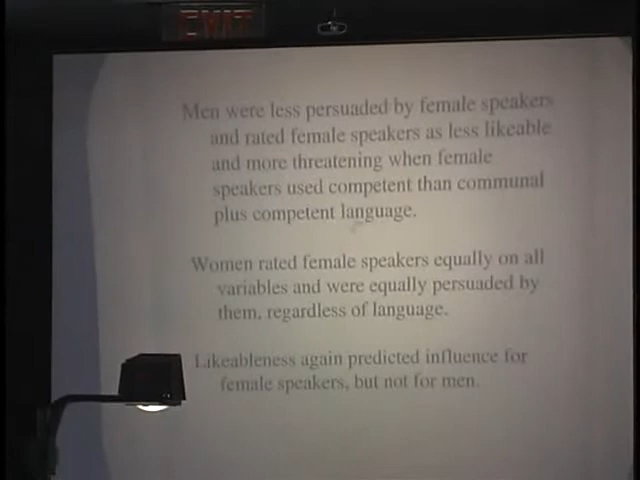 EXIT
Men were less persuaded by female speakers
and rated female speakers as less likeable
and more threatening when female
speakers used competent than communal
plus competent language.
Women rated female speakers equally on all
variables and were equally persuaded by
them, regardless of language.
Likeableness again predicted influence for
female speakers, but not for men.